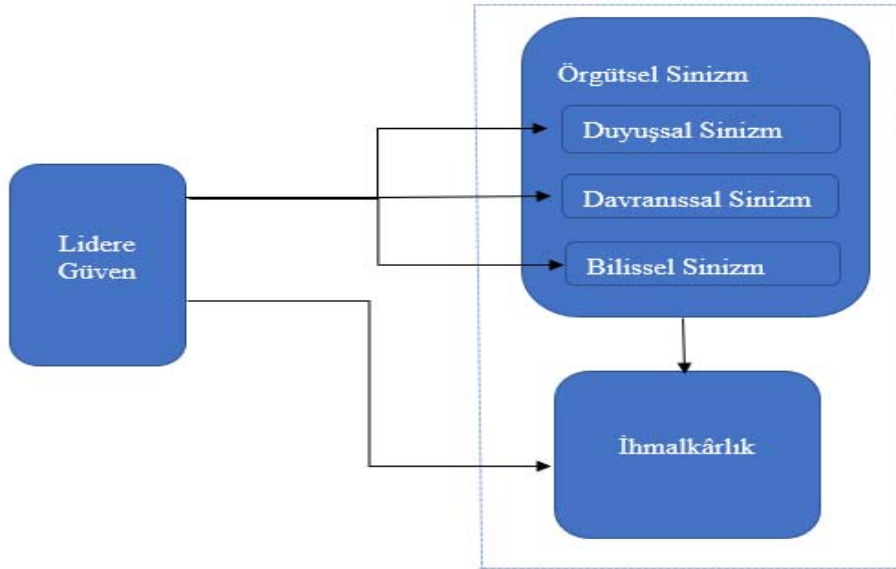 Örgütsel Sinizm
Duyuşsal Sinizm
Davranıssal Sinizm
Bilissel Sinizm
Lidere
Güven
İhmalkârlık